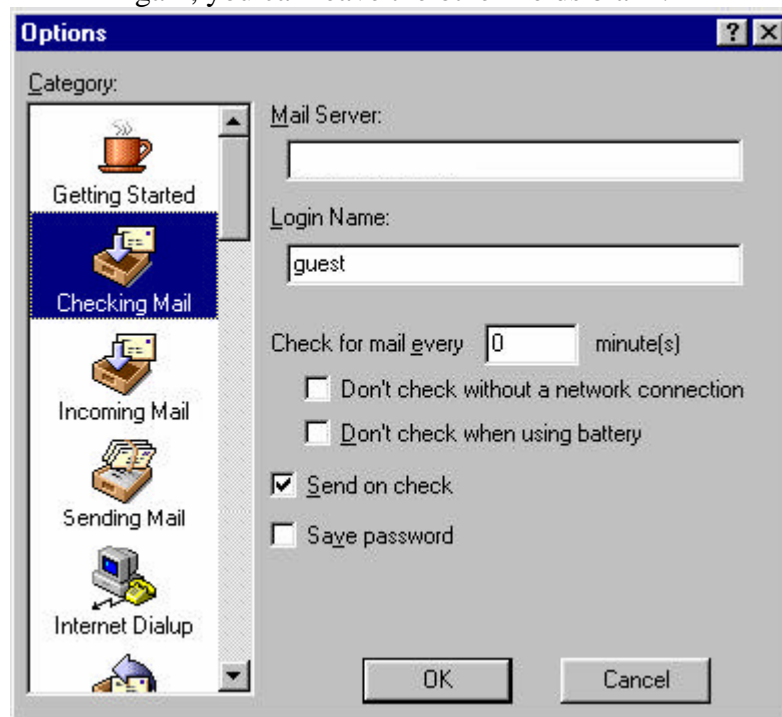 Options
Category:
Getting Started
Checking Mail
Incoming Mail
Sending Mail
Internet Dialup
Mail Server:
Login Name:
guest
Check for mail every 0 minute(s)
Don't check without a network connection
Don't check when using battery
Send on check
Save password
OK Cancel